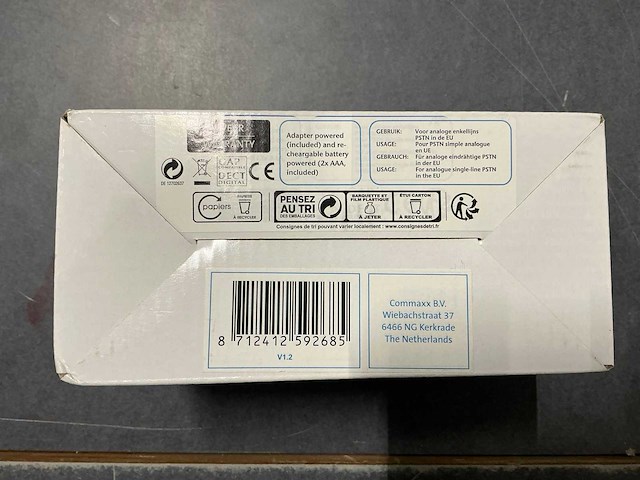 Adapter powered
(included) and re-
chargeable battery
powered (2x AAA,
included)
GEBRUIK: Voor analoge enkellijns
PSTN in de EU
USAGE: Pour PSTN simple analogue
en UE
GEBRAUCH: Für analoge eindrähtige PSTN
in der EU
USAGE: For analogue single-line PSTN
in the EU
CE
GAP
DECT
DIGITAL
papiers
À RECYCLER
PENSEZ
AU TRI
DES EMBALLAGES
BARQUETTE ET
FILM PLASTIQUE
À JETER
ÉTUI CARTON
À RECYCLER
Consignes de tri pouvant varier localement : www.consignesdetri.fr
8 712412 592685
V1.2
Commaxx B.V.
Wiebachstraat 37
6466 NG Kerkrade
The Netherlands